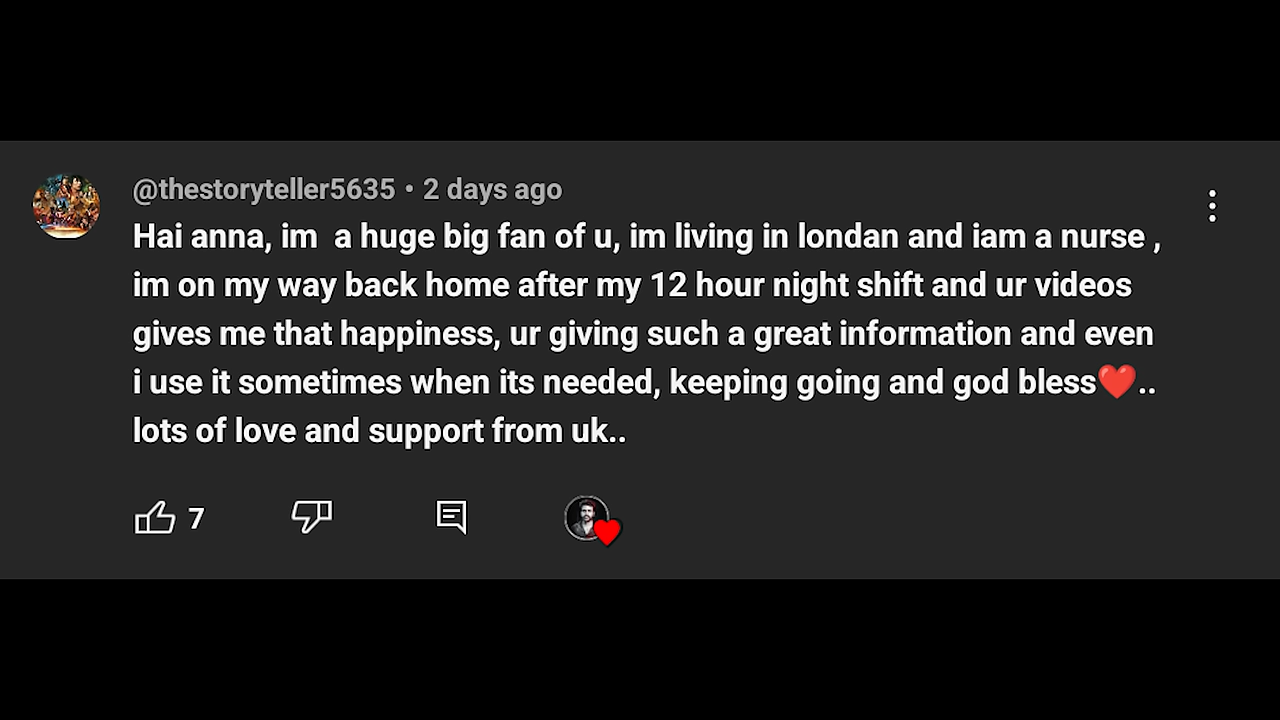 @thestoryteller5635 • 2 days ago
Hai anna, im  a huge big fan of u, im living in londan and iam a nurse ,
im on my way back home after my 12 hour night shift and ur videos
gives me that happiness, ur giving such a great information and even
i use it sometimes when its needed, keeping going and god bless❤️..
lots of love and support from uk..
7